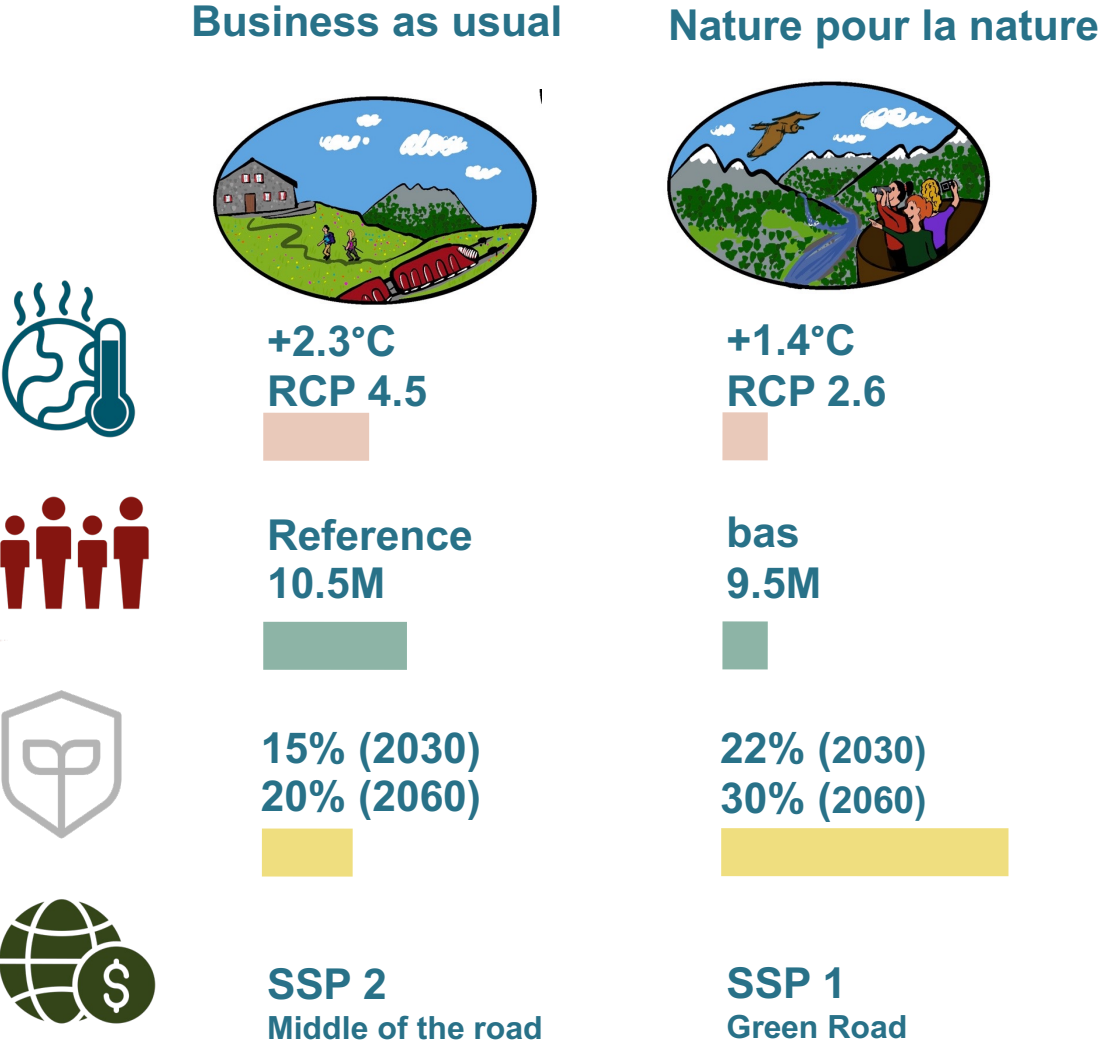 Business as usual
Nature pour la nature
+2.3°C
RCP 4.5
+1.4°C
RCP 2.6
Reference
10.5M
bas
9.5M
15% (2030)
20% (2060)
22% (2030)
30% (2060)
$
SSP 2
Middle of the road
SSP 1
Green Road